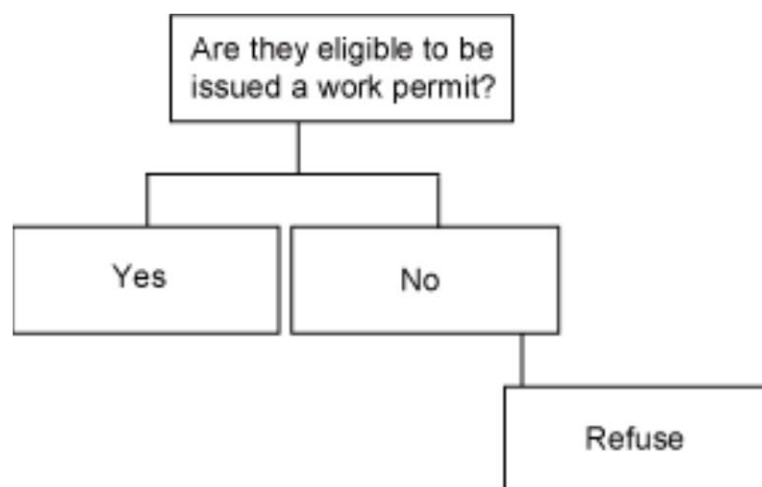 Are they eligible to be
issued a work permit?
Yes
No
Refuse